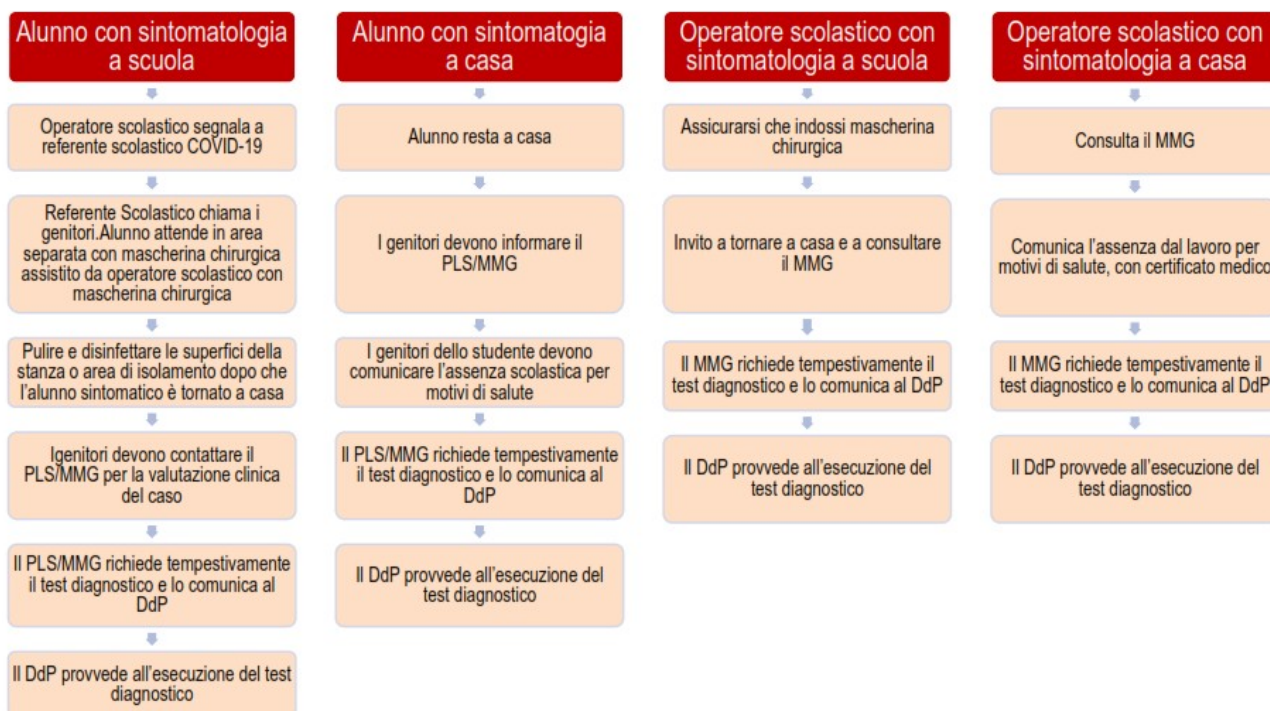 Alunno con sintomatologia
a scuola
Operatore scolastico segnala a
referente scolastico COVID-19
Referente Scolastico chiama i
genitori.Alunno attende in area
separata con mascherina chirurgica
assistito da operatore scolastico con
mascherina chirurgica
Pulire e disinfettare le superfici della
stanza o area di isolamento dopo che
l'alunno sintomatico è tornato a casa
Igenitori devono contattare il
PLS/MMG per la valutazione clinica
del caso
Il PLS/MMG richiede tempestivamente
il test diagnostico e lo comunica al
DdP
Il DdP provvede all'esecuzione del test
diagnostico
Alunno con sintomatogia
a casa
Alunno resta a casa
I genitori devono informare il
PLS/MMG
I genitori dello studente devono
comunicare l'assenza scolastica per
motivi di salute
Il PLS/MMG richiede tempestivamente
il test diagnostico e lo comunica al
DdP
Il DdP provvede all'esecuzione del
test diagnostico
Operatore scolastico con
sintomatologia a scuola
Assicurarsi che indossi mascherina
chirurgica
Invito a tornare a casa e a consultare
il MMG
Il MMG richiede tempestivamente il
test diagnostico e lo comunica al DdP
Il DdP provvede all'esecuzione del
test diagnostico
Operatore scolastico con
sintomatologia a casa
Consulta il MMG
Comunica l'assenza dal lavoro per
motivi di salute, con certificato medico
Il MMG richiede tempestivamente il
test diagnostico e lo comunica al DdP
Il DdP provvede all'esecuzione del
test diagnostico